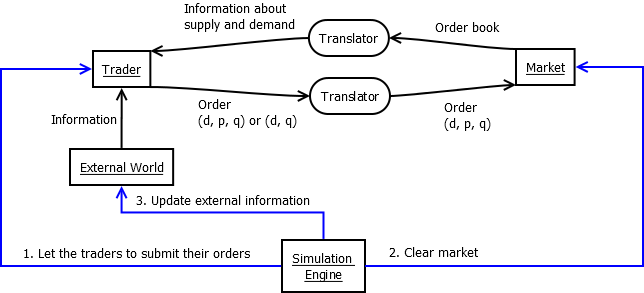 Information about
supply and demand
Translator
Order book
Trader
Market
Translator
Order
(d, p, q) or (d, q)
Order
(d, p, q)
Information
External World
3. Update external information
1. Let the traders to submit their orders
2. Clear market
Simulation
Engine